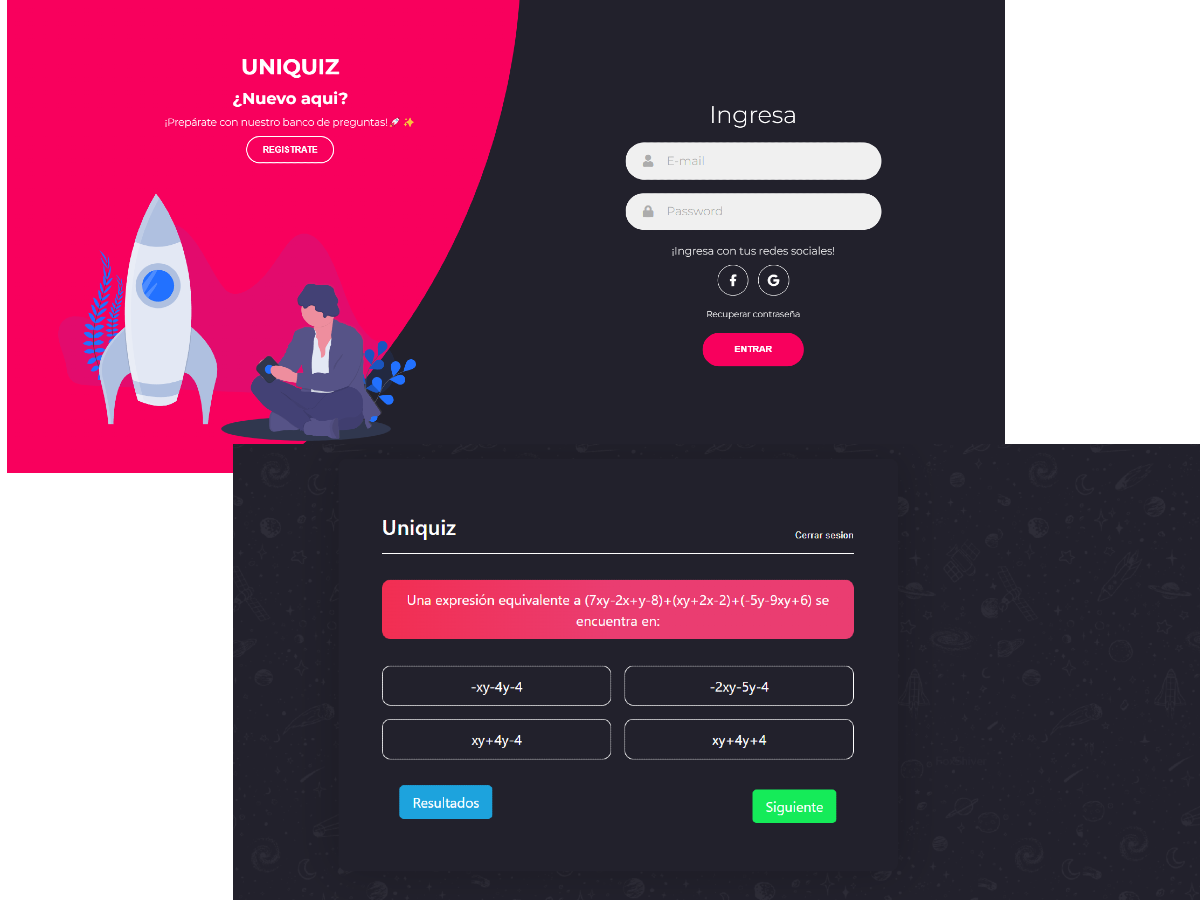 UNIQUIZ
¿Nuevo aqui?
¡Prepárate con nuestro banco de preguntas!🚀 ✨
REGISTRATE
Ingresa
E-mail
Password
¡Ingresa con tus redes sociales!
f G
Recuperar contraseña
ENTRAR
Uniquiz
Cerrar sesion
Una expresión equivalente a (7xy-2x+y-8)+(xy+2x-2)+(-5y-9xy+6) se
encuentra en:
-xy-4y-4
-2xy-5y-4
xy+4y-4
xy+4y+4
Resultados
Siguiente